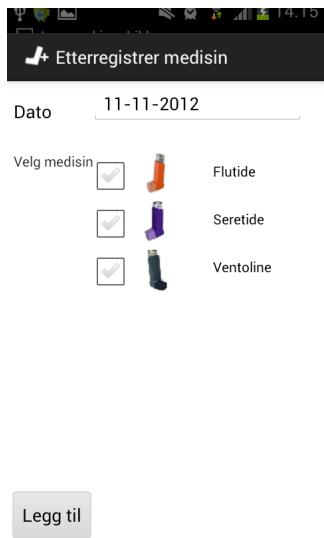 14.15
Etterregistrer medisin
Dato
11-11-2012
Velg medisin
Flutide
Seretide
Ventoline
Legg til